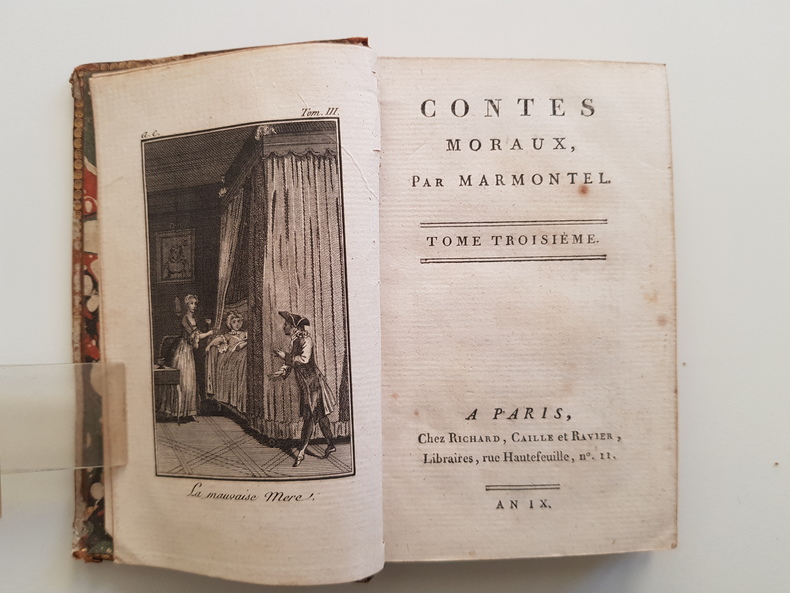 a. c.
Tom. III.
La mauvaise Mere.
CONTES
MORAUX,
PAR MARMONTEL.
TOME TROISIÈME.
A PARIS,
Chez RICHARD, CAILLE et RAVIER,
Libraires, rue Hautefeuille, n°. 11.
AN IX.